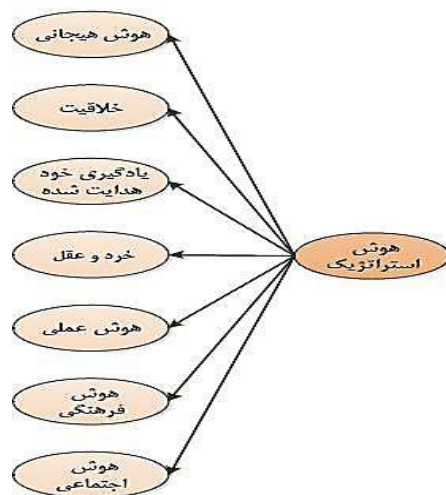 هوش هیجانی
خلاقیت
یادگیری خود
هدایت شده
خرد و عقل
هوش
استراتژیک
هوش عملی
هوش
فرهنگی
هوش
اجتماعی